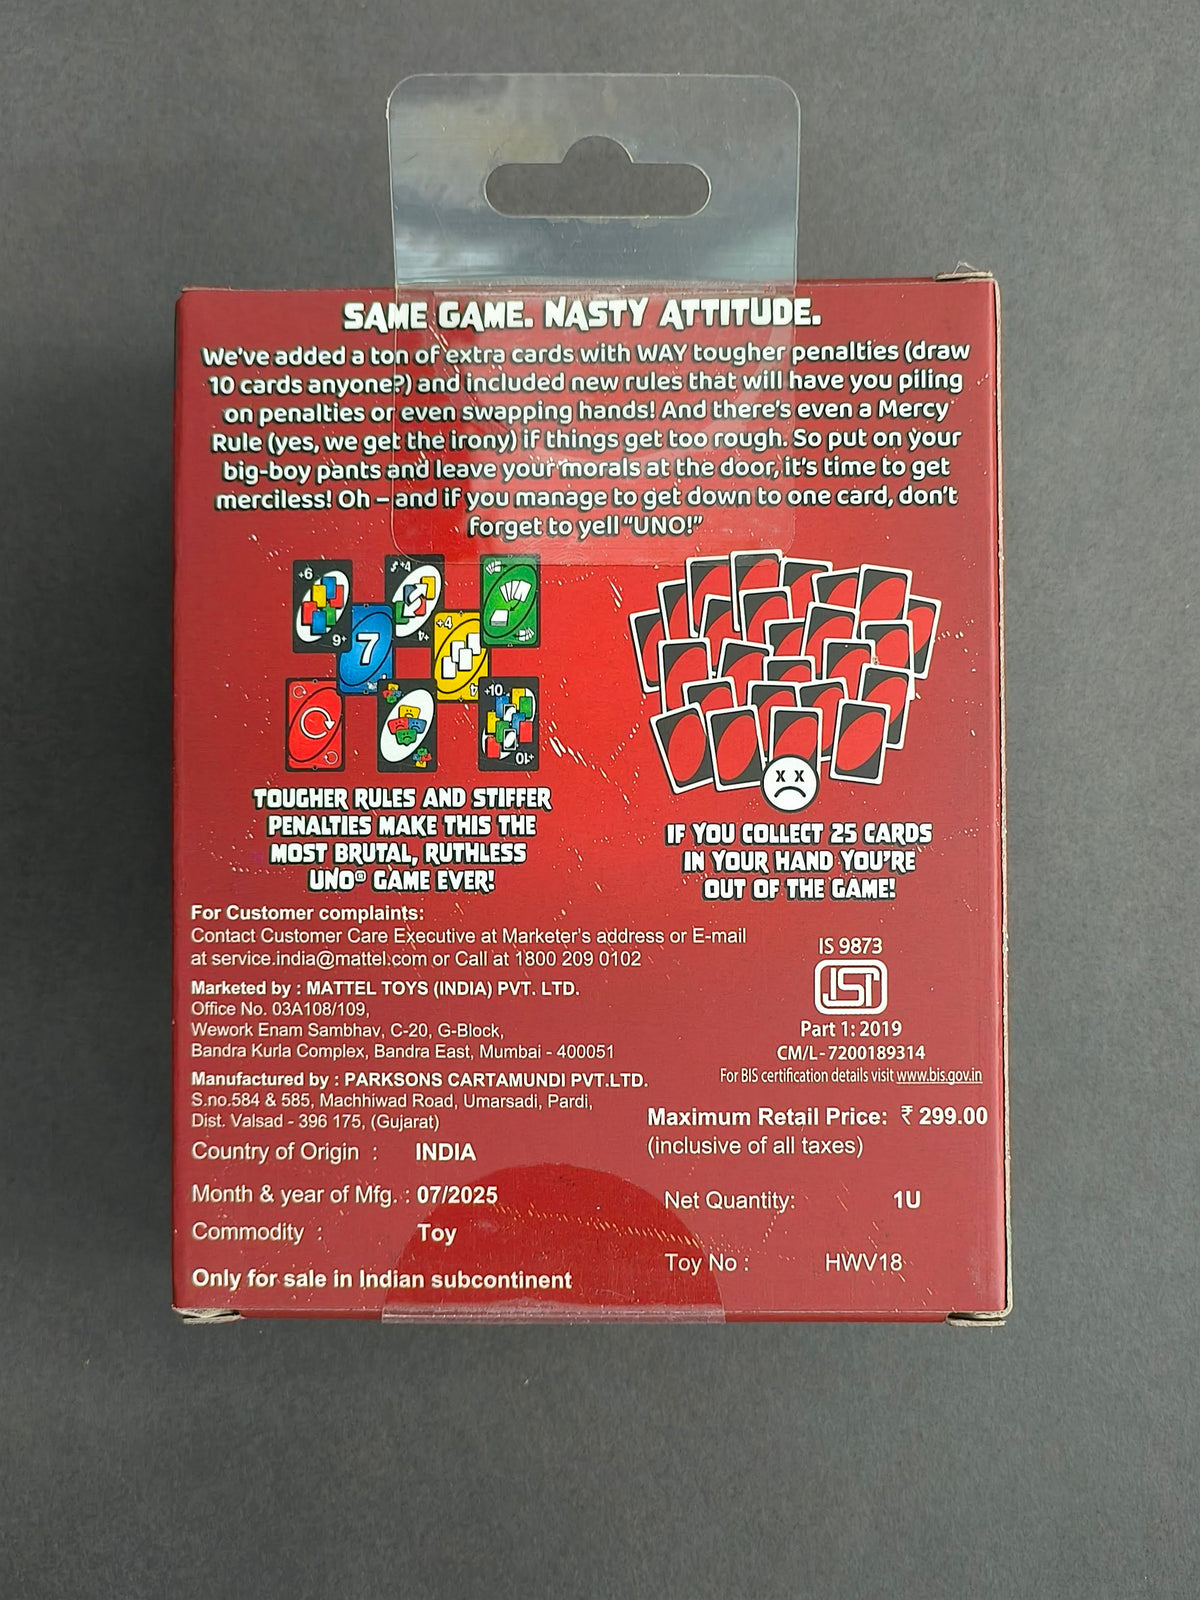 SAME GAME. NASTY ATTITUDE.
We've added a ton of extra cards with WAY tougher penalties (draw
10 cards anyone?) and included new rules that will have you piling
on penalties or even swapping hands! And there's even a Mercy
Rule (yes, we get the irony) if things get too rough. So put on your
big-boy pants and leave your morals at the door, it's time to get
merciless! Oh – and if you manage to get down to one card, don't
forget to yell “UNO!”
+6
+4
7
+4
+10
TOUGHER RULES AND STIFFER
PENALTIES MAKE THIS THE
MOST BRUTAL, RUTHLESS
UNO® GAME EVER!
IF YOU COLLECT 25 CARDS
IN YOUR HAND YOU'RE
OUT OF THE GAME!
For Customer complaints:
Contact Customer Care Executive at Marketer's address or E-mail
at service.india@mattel.com or Call at 1800 209 0102
Marketed by : MATTEL TOYS (INDIA) PVT. LTD.
Office No. 03A108/109,
Wework Enam Sambhav, C-20, G-Block,
Bandra Kurla Complex, Bandra East, Mumbai - 400051
Manufactured by : PARKSONS CARTAMUNDI PVT.LTD.
S.no.584 & 585, Machhiwad Road, Umarsadi, Pardi,
Dist. Valsad - 396 175, (Gujarat)
Country of Origin : INDIA
Month & year of Mfg. : 07/2025
Commodity : Toy
Only for sale in Indian subcontinent
IS 9873
ISI
Part 1: 2019
CM/L - 7200189314
For BIS certification details visit www.bis.gov.in
Maximum Retail Price: ₹ 299.00
(inclusive of all taxes)
Net Quantity: 1U
Toy No : HWV18